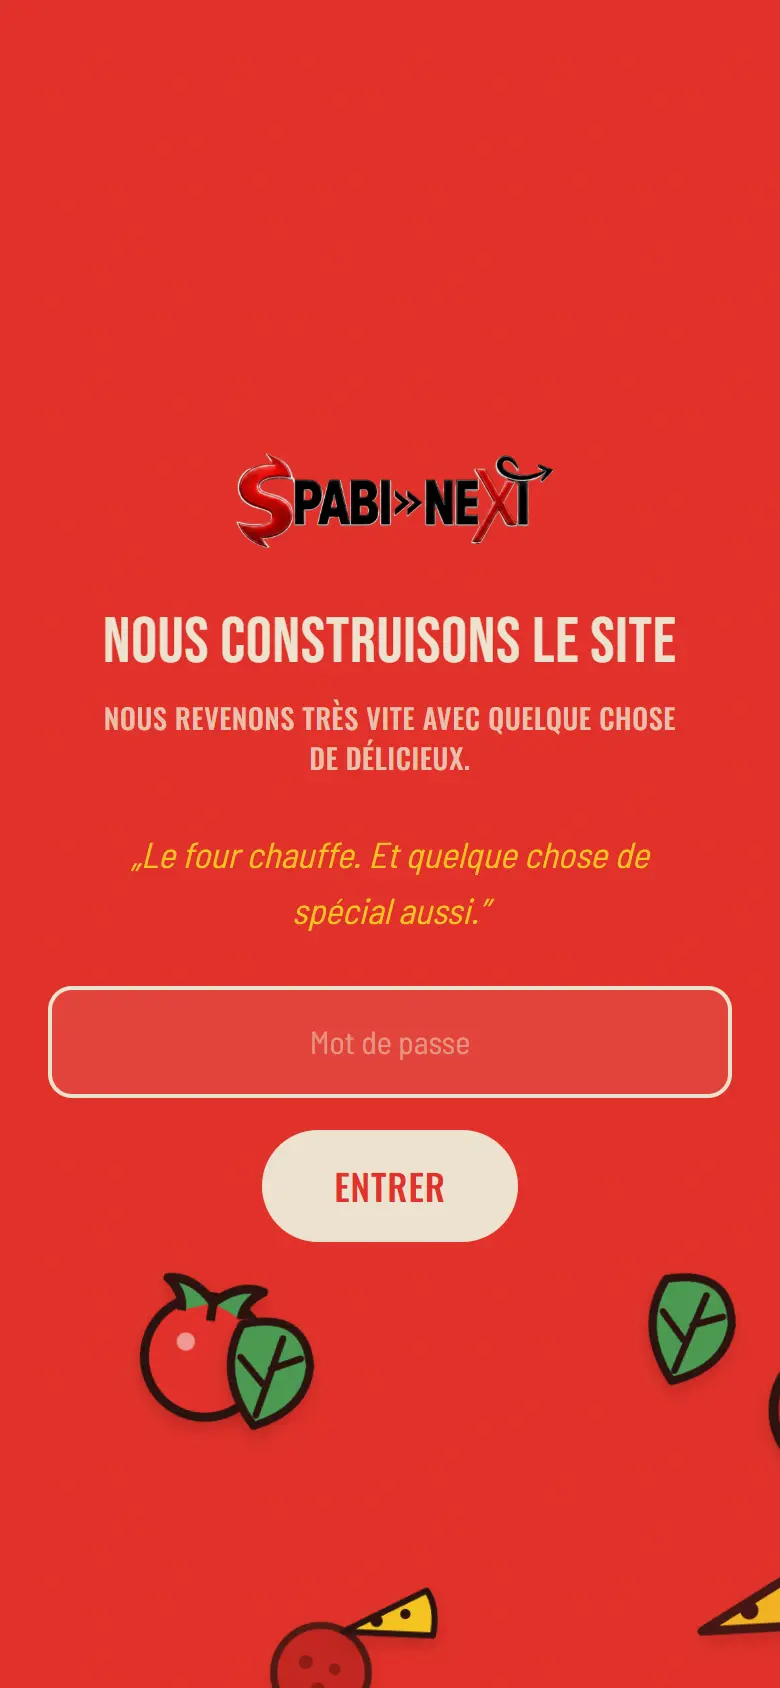 SPABI»NEXT
NOUS CONSTRUISONS LE SITE
NOUS REVENONS TRÈS VITE AVEC QUELQUE CHOSE
DE DÉLICIEUX.
„Le four chauffe. Et quelque chose de
spécial aussi.”
Mot de passe
ENTRER